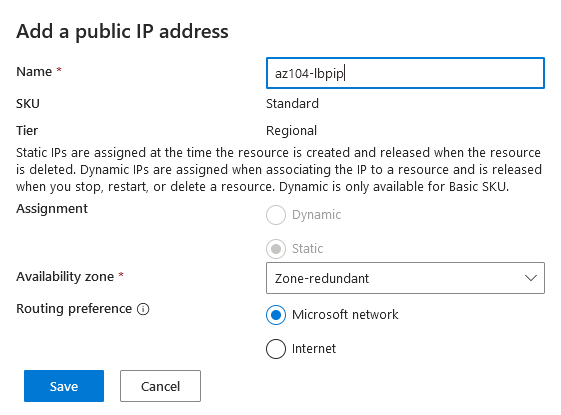 Add a public IP address
Name *
az104-lbpip
SKU
Standard
Tier
Regional
Static IPs are assigned at the time the resource is created and released when the resource
is deleted. Dynamic IPs are assigned when associating the IP to a resource and is released
when you stop, restart, or delete a resource. Dynamic is only available for Basic SKU.
Assignment
Dynamic
Static
Availability zone *
Zone-redundant
Routing preference
Microsoft network
Internet
Save
Cancel